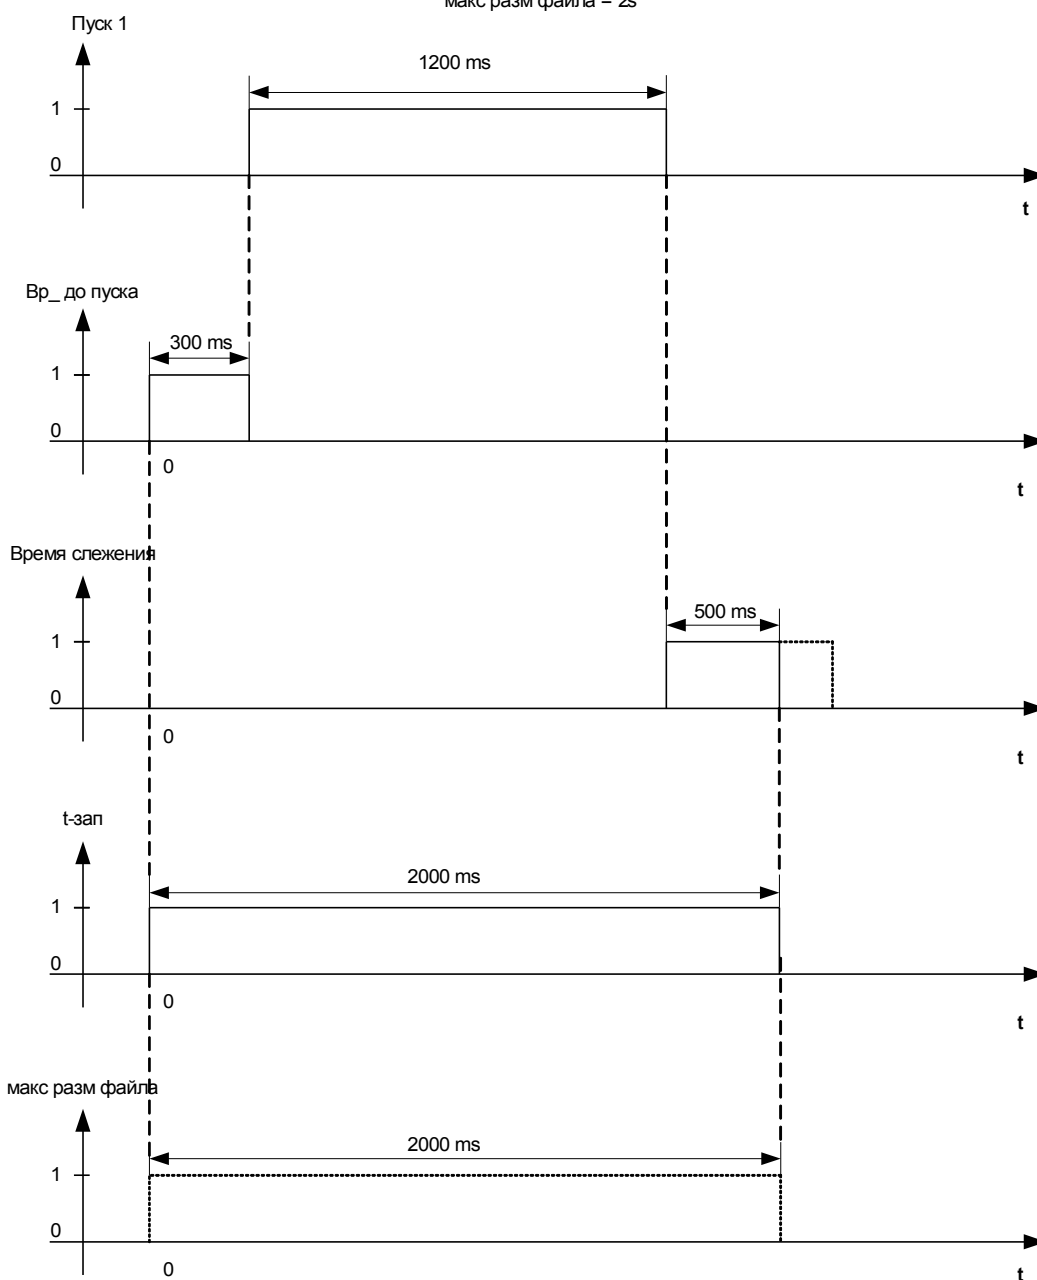 макс разм файла = 2s
Пуск 1
1200 ms
1
0
t
Вр_ до пуска
300 ms
1
0
0
t
Время слежения
500 ms
1
0
0
t
t-зап
2000 ms
1
0
0
t
макс разм файла
2000 ms
1
0
0
t